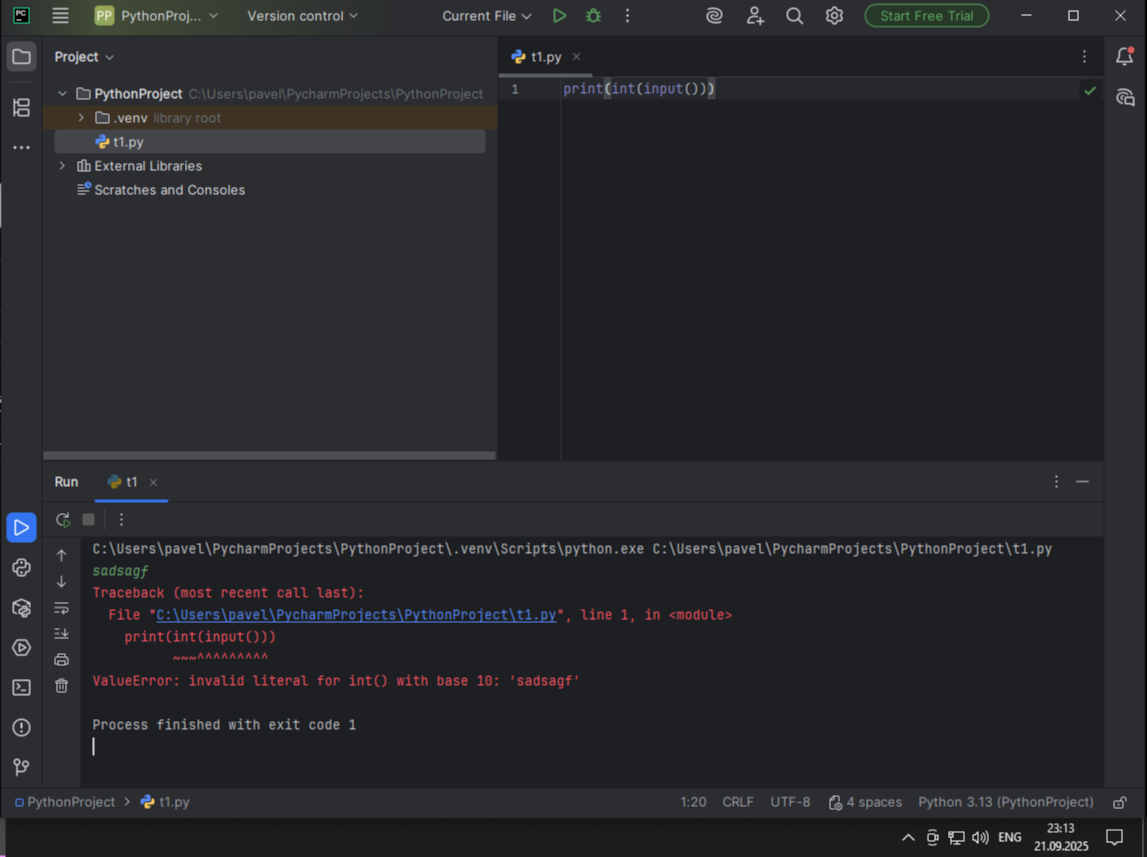 PC PP PythonProj... Version control Current File Start Free Trial
Project
t1.py
PythonProject C:\Users\pavel\PycharmProjects\PythonProject
.venv library root
t1.py
External Libraries
Scratches and Consoles
1 print(int(input()))
Run t1
C:\Users\pavel\PycharmProjects\PythonProject\.venv\Scripts\python.exe C:\Users\pavel\PycharmProjects\PythonProject\t1.py
sadsagf
Traceback (most recent call last):
  File "C:\Users\pavel\PycharmProjects\PythonProject\t1.py", line 1, in <module>
    print(int(input()))
          ~~~^^^^^^^^^
ValueError: invalid literal for int() with base 10: 'sadsagf'
Process finished with exit code 1
PythonProject > t1.py 1:20 CRLF UTF-8 4 spaces Python 3.13 (PythonProject)
ENG 23:13
21.09.2025